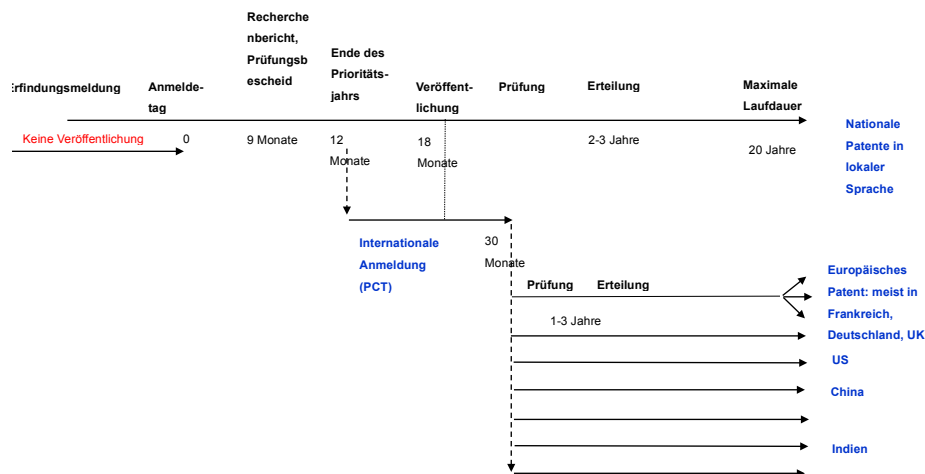 Recherche
nbericht,
Prüfungsb
escheid
Ende des
Prioritäts-
jahrs
Erfindungsmeldung
Anmelde-
tag
Veröffent-
lichung
Prüfung
Erteilung
Maximale
Laufdauer
Keine Veröffentlichung
0
9 Monate
12
Monate
18
Monate
2-3 Jahre
20 Jahre
Nationale
Patente in
lokaler
Sprache
Internationale
Anmeldung
(PCT)
30
Monate
Prüfung
Erteilung
1-3 Jahre
Europäisches
Patent: meist in
Frankreich,
Deutschland, UK
US
China
Indien